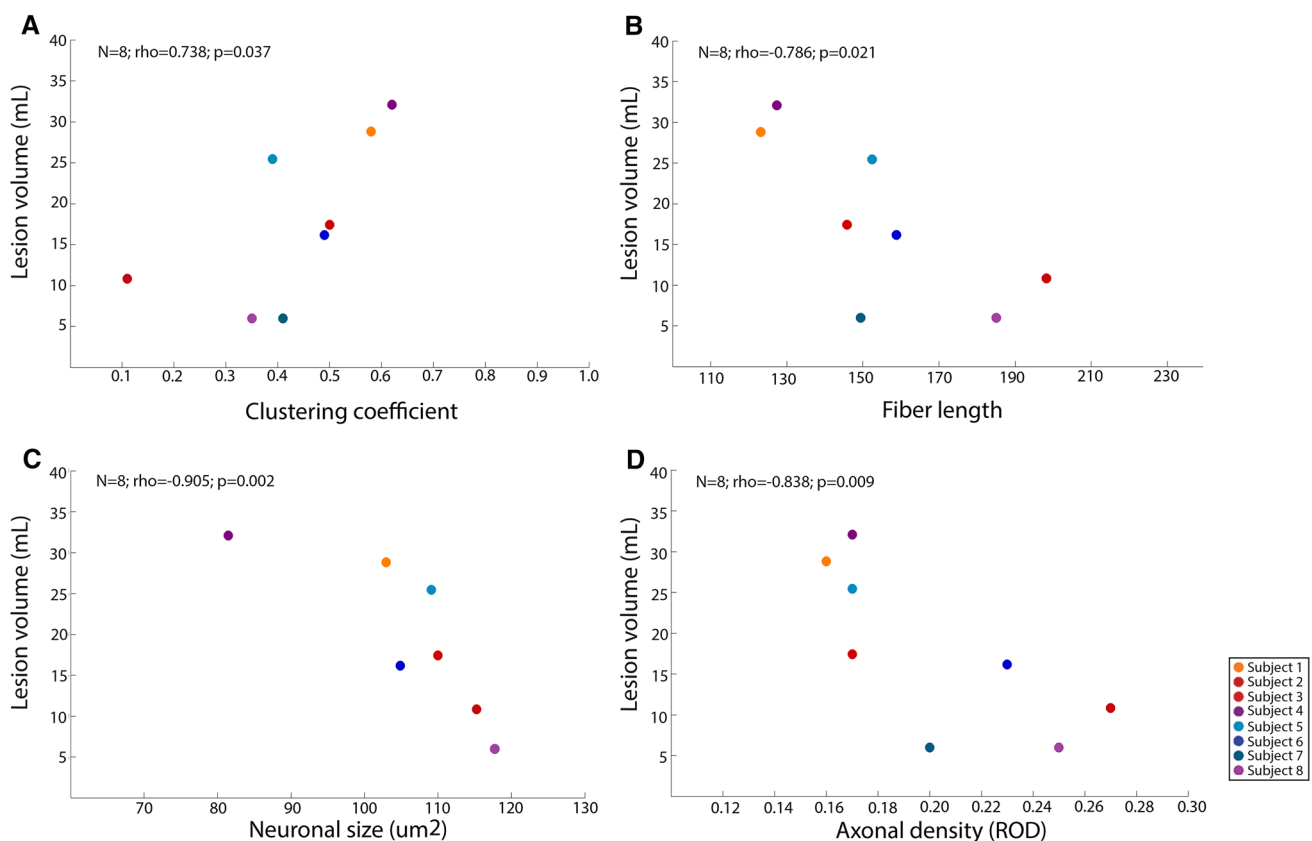 A
N=8; rho=0.738; p=0.037
Lesion volume (mL)
40
35
30
25
20
15
10
5
0.1 0.2 0.3 0.4 0.5 0.6 0.7 0.8 0.9 1.0
Clustering coefficient
B
N=8; rho=-0.786; p=0.021
Lesion volume (mL)
40
35
30
25
20
15
10
5
110 130 150 170 190 210 230
Fiber length
C
N=8; rho=-0.905; p=0.002
Lesion volume (mL)
40
35
30
25
20
15
10
5
70 80 90 100 110 120 130
Neuronal size (um2)
D
N=8; rho=-0.838; p=0.009
Lesion volume (mL)
40
35
30
25
20
15
10
5
0.12 0.14 0.16 0.18 0.20 0.22 0.24 0.26 0.28 0.30
Axonal density (ROD)
Subject 1
Subject 2
Subject 3
Subject 4
Subject 5
Subject 6
Subject 7
Subject 8